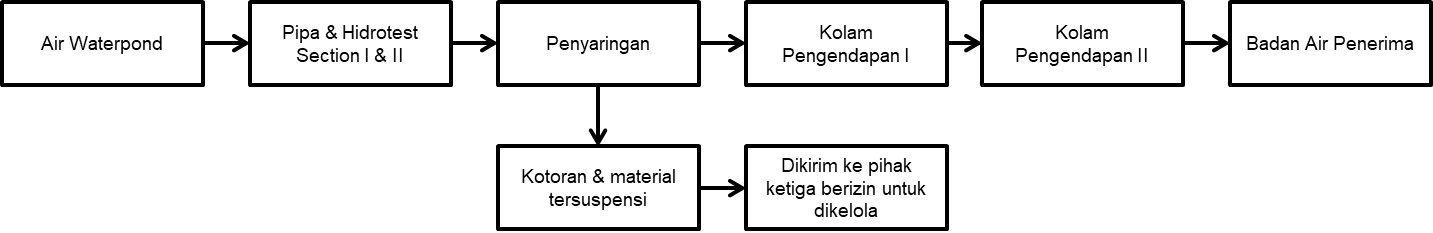 Air Waterpond
Pipa & Hidrotest
Section I & II
Penyaringan
Kolam
Pengendapan I
Kolam
Pengendapan II
Badan Air Penerima
Kotoran & material
tersuspensi
Dikirim ke pihak
ketiga berizin untuk
dikelola